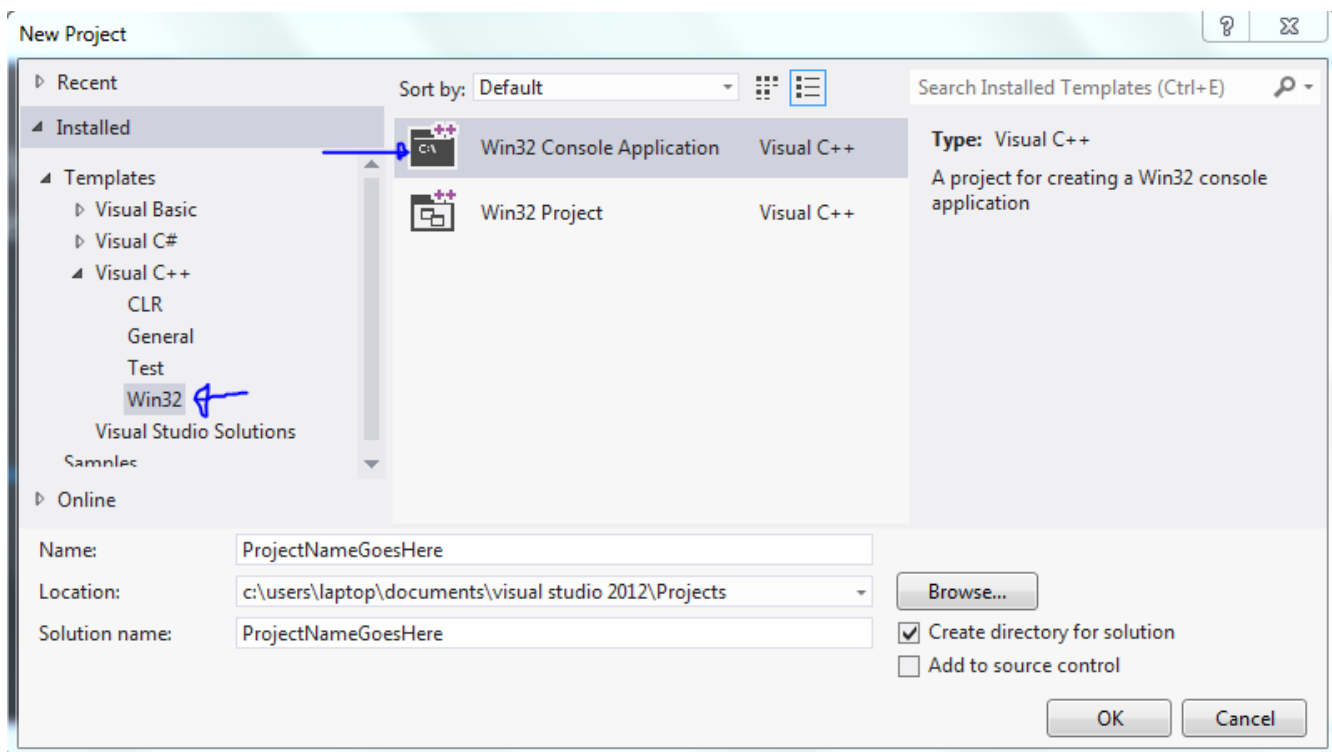 New Project
Recent
Installed
Templates
Visual Basic
Visual C#
Visual C++
CLR
General
Test
Win32
Visual Studio Solutions
Samples
Online
Sort by: Default
C:\
Win32 Console Application Visual C++
Win32 Project Visual C++
Search Installed Templates (Ctrl+E)
Type: Visual C++
A project for creating a Win32 console
application
Name: ProjectNameGoesHere
Location: c:\users\laptop\documents\visual studio 2012\Projects
Browse...
Solution name: ProjectNameGoesHere
Create directory for solution
Add to source control
OK Cancel